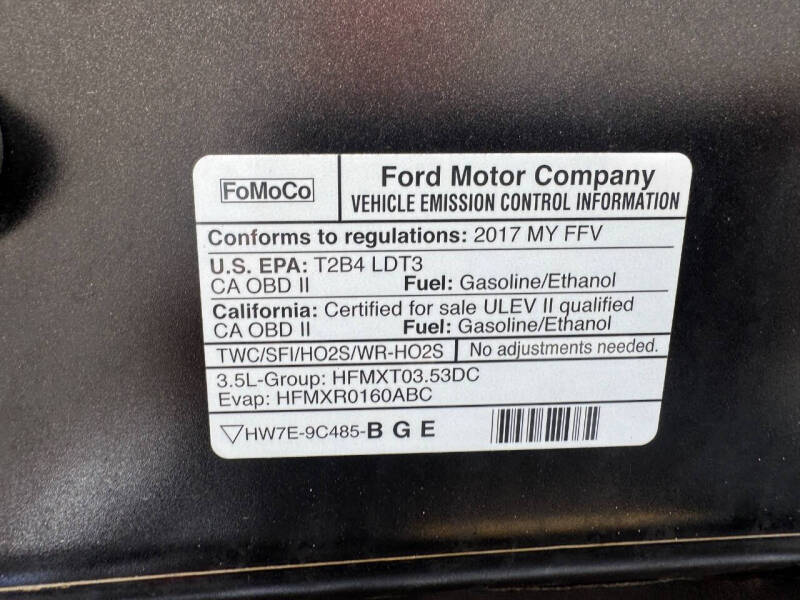 FoMoCo
Ford Motor Company
VEHICLE EMISSION CONTROL INFORMATION
Conforms to regulations: 2017 MY FFV
U.S. EPA: T2B4 LDT3
CA OBD II Fuel: Gasoline/Ethanol
California: Certified for sale ULEV II qualified
CA OBD II Fuel: Gasoline/Ethanol
TWC/SFI/HO2S/WR-HO2S No adjustments needed.
3.5L-Group: HFMXT03.53DC
Evap: HFMXR0160ABC
▽HW7E-9C485-B G E